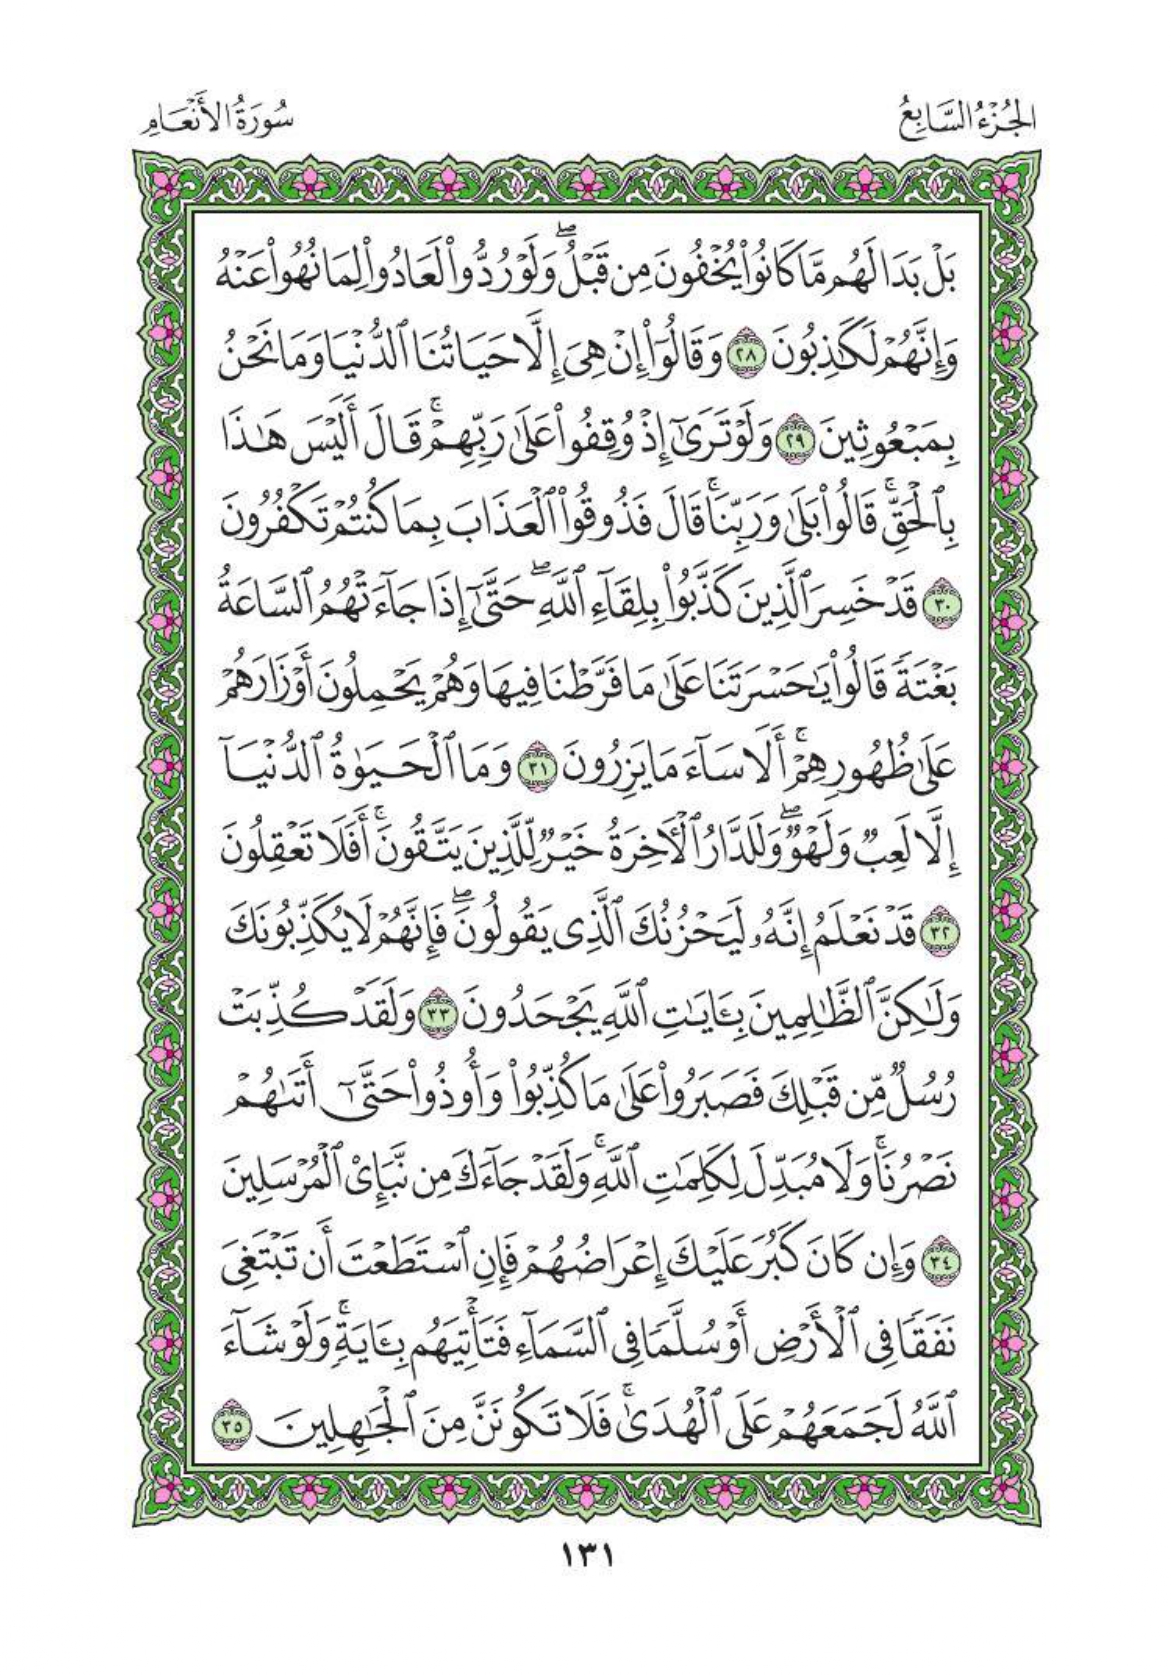 الجُزْءُ السَّابِعُ
سُورَةُ الأَنْعَامِ
بَلْ بَدَا لَهُم مَّا كَانُوا۟ يُخْفُونَ مِن قَبْلُ ۖ وَلَوْ رُدُّوا۟ لَعَادُوا۟ لِمَا نُهُوا۟ عَنْهُ
وَإِنَّهُمْ لَكَـٰذِبُونَ ٢٨ وَقَالُوٓا۟ إِنْ هِىَ إِلَّا حَيَاتُنَا ٱلدُّنْيَا وَمَا نَحْنُ
بِمَبْعُوثِينَ ٢٩ وَلَوْ تَرَىٰٓ إِذْ وُقِفُوا۟ عَلَىٰ رَبِّهِمْ ۚ قَالَ أَلَيْسَ هَـٰذَا
بِٱلْحَقِّ ۚ قَالُوا۟ بَلَىٰ وَرَبِّنَا ۚ قَالَ فَذُوقُوا۟ ٱلْعَذَابَ بِمَا كُنتُمْ تَكْفُرُونَ
٣٠ قَدْ خَسِرَ ٱلَّذِينَ كَذَّبُوا۟ بِلِقَآءِ ٱللَّهِ ۖ حَتَّىٰٓ إِذَا جَآءَتْهُمُ ٱلسَّاعَةُ
بَغْتَةً قَالُوا۟ يَـٰحَسْرَتَنَا عَلَىٰ مَا فَرَّطْنَا فِيهَا وَهُمْ يَحْمِلُونَ أَوْزَارَهُمْ
عَلَىٰ ظُهُورِهِمْ ۚ أَلَا سَآءَ مَا يَزِرُونَ ٣١ وَمَا ٱلْحَيَوٰةُ ٱلدُّنْيَآ
إِلَّا لَعِبٌ وَلَهْوٌ ۖ وَلَلدَّارُ ٱلْـَٔاخِرَةُ خَيْرٌ لِّلَّذِينَ يَتَّقُونَ ۗ أَفَلَا تَعْقِلُونَ
٣٢ قَدْ نَعْلَمُ إِنَّهُۥ لَيَحْزُنُكَ ٱلَّذِى يَقُولُونَ ۖ فَإِنَّهُمْ لَا يُكَذِّبُونَكَ
وَلَـٰكِنَّ ٱلظَّـٰلِمِينَ بِـَٔايَـٰتِ ٱللَّهِ يَجْحَدُونَ ٣٣ وَلَقَدْ كُذِّبَتْ
رُسُلٌ مِّن قَبْلِكَ فَصَبَرُوا۟ عَلَىٰ مَا كُذِّبُوا۟ وَأُوذُوا۟ حَتَّىٰٓ أَتَىٰهُمْ
نَصْرُنَا ۚ وَلَا مُبَدِّلَ لِكَلِمَـٰتِ ٱللَّهِ ۚ وَلَقَدْ جَآءَكَ مِن نَّبَإِى۟ ٱلْمُرْسَلِينَ
٣٤ وَإِن كَانَ كَبُرَ عَلَيْكَ إِعْرَاضُهُمْ فَإِنِ ٱسْتَطَعْتَ أَن تَبْتَغِىَ
نَفَقًا فِى ٱلْأَرْضِ أَوْ سُلَّمًا فِى ٱلسَّمَآءِ فَتَأْتِيَهُم بِـَٔايَةٍ ۚ وَلَوْ شَآءَ
ٱللَّهُ لَجَمَعَهُمْ عَلَى ٱلْهُدَىٰ ۚ فَلَا تَكُونَنَّ مِنَ ٱلْجَـٰهِلِينَ ٣٥
١٣١